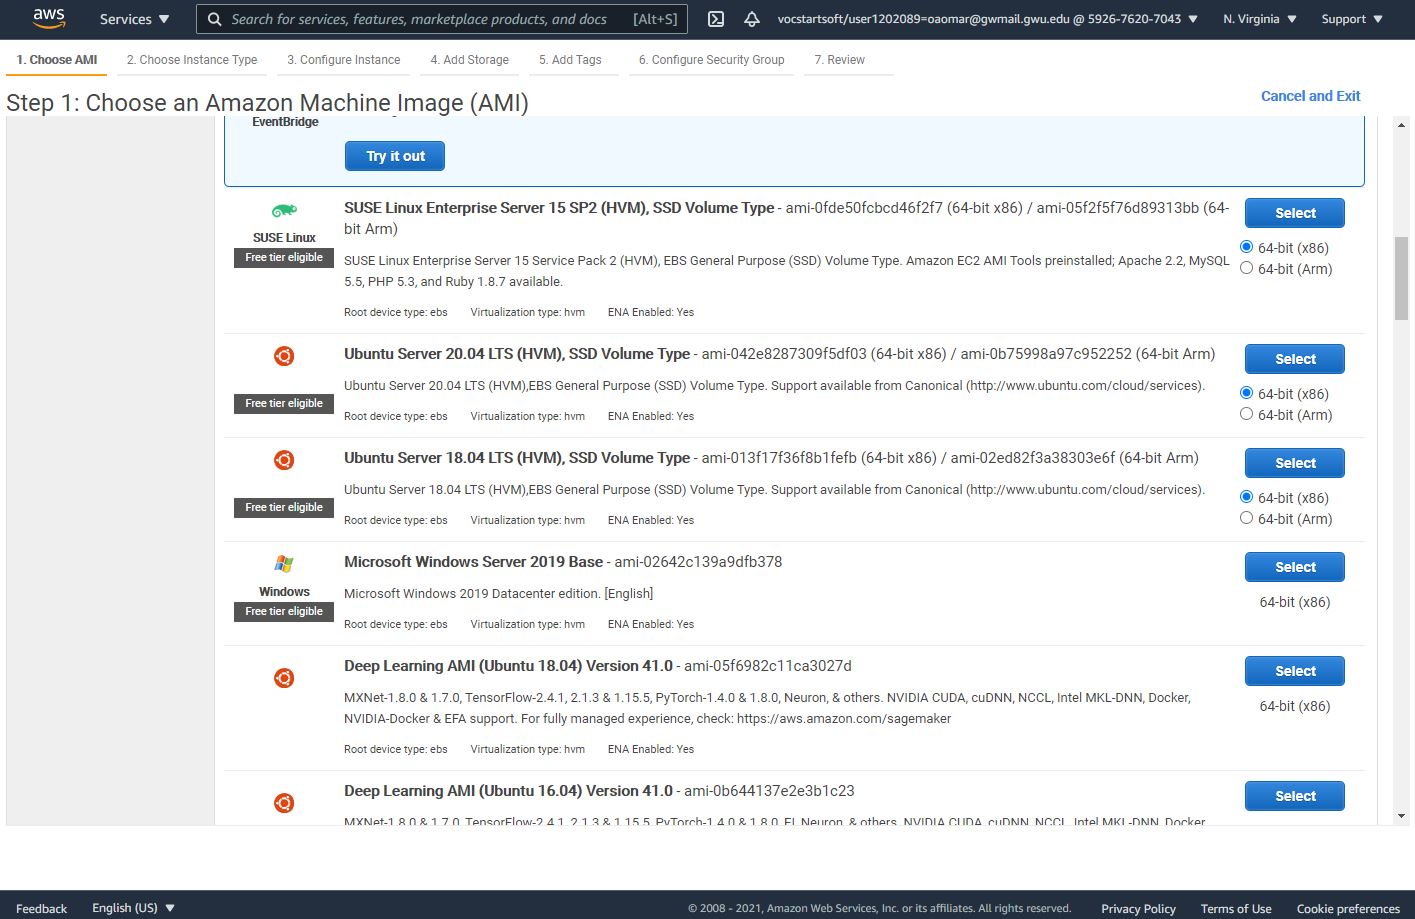 aws
Services
Search for services, features, marketplace products, and docs [Alt+S]
vocstartsoft/user1202089=oaomar@gwmail.gwu.edu @ 5926-7620-7043
N. Virginia
Support
1. Choose AMI
2. Choose Instance Type
3. Configure Instance
4. Add Storage
5. Add Tags
6. Configure Security Group
7. Review
Step 1: Choose an Amazon Machine Image (AMI)
Cancel and Exit
EventBridge
Try it out
SUSE Linux
Free tier eligible
SUSE Linux Enterprise Server 15 SP2 (HVM), SSD Volume Type - ami-0fde50fcbcd46f2f7 (64-bit x86) / ami-05f2f5f76d89313bb (64-
bit Arm)
SUSE Linux Enterprise Server 15 Service Pack 2 (HVM), EBS General Purpose (SSD) Volume Type. Amazon EC2 AMI Tools preinstalled; Apache 2.2, MySQL
5.5, PHP 5.3, and Ruby 1.8.7 available.
Root device type: ebs Virtualization type: hvm ENA Enabled: Yes
Select
64-bit (x86)
64-bit (Arm)
Free tier eligible
Ubuntu Server 20.04 LTS (HVM), SSD Volume Type - ami-042e8287309f5df03 (64-bit x86) / ami-0b75998a97c952252 (64-bit Arm)
Ubuntu Server 20.04 LTS (HVM),EBS General Purpose (SSD) Volume Type. Support available from Canonical (http://www.ubuntu.com/cloud/services).
Root device type: ebs Virtualization type: hvm ENA Enabled: Yes
Select
64-bit (x86)
64-bit (Arm)
Free tier eligible
Ubuntu Server 18.04 LTS (HVM), SSD Volume Type - ami-013f17f36f8b1fefb (64-bit x86) / ami-02ed82f3a38303e6f (64-bit Arm)
Ubuntu Server 18.04 LTS (HVM),EBS General Purpose (SSD) Volume Type. Support available from Canonical (http://www.ubuntu.com/cloud/services).
Root device type: ebs Virtualization type: hvm ENA Enabled: Yes
Select
64-bit (x86)
64-bit (Arm)
Windows
Free tier eligible
Microsoft Windows Server 2019 Base - ami-02642c139a9dfb378
Microsoft Windows 2019 Datacenter edition. [English]
Root device type: ebs Virtualization type: hvm ENA Enabled: Yes
Select
64-bit (x86)
Deep Learning AMI (Ubuntu 18.04) Version 41.0 - ami-05f6982c11ca3027d
MXNet-1.8.0 & 1.7.0, TensorFlow-2.4.1, 2.1.3 & 1.15.5, PyTorch-1.4.0 & 1.8.0, Neuron, & others. NVIDIA CUDA, cuDNN, NCCL, Intel MKL-DNN, Docker,
NVIDIA-Docker & EFA support. For fully managed experience, check: https://aws.amazon.com/sagemaker
Root device type: ebs Virtualization type: hvm ENA Enabled: Yes
Select
64-bit (x86)
Deep Learning AMI (Ubuntu 16.04) Version 41.0 - ami-0b644137e2e3b1c23
MXNet-1.8.0 & 1.7.0, TensorFlow-2.4.1, 2.1.3 & 1.15.5, PyTorch-1.4.0 & 1.8.0, EI, Neuron, & others. NVIDIA CUDA, cuDNN, NCCL, Intel MKL-DNN, Docker,
Select
Feedback
English (US)
© 2008 - 2021, Amazon Web Services, Inc. or its affiliates. All rights reserved.
Privacy Policy
Terms of Use
Cookie preferences